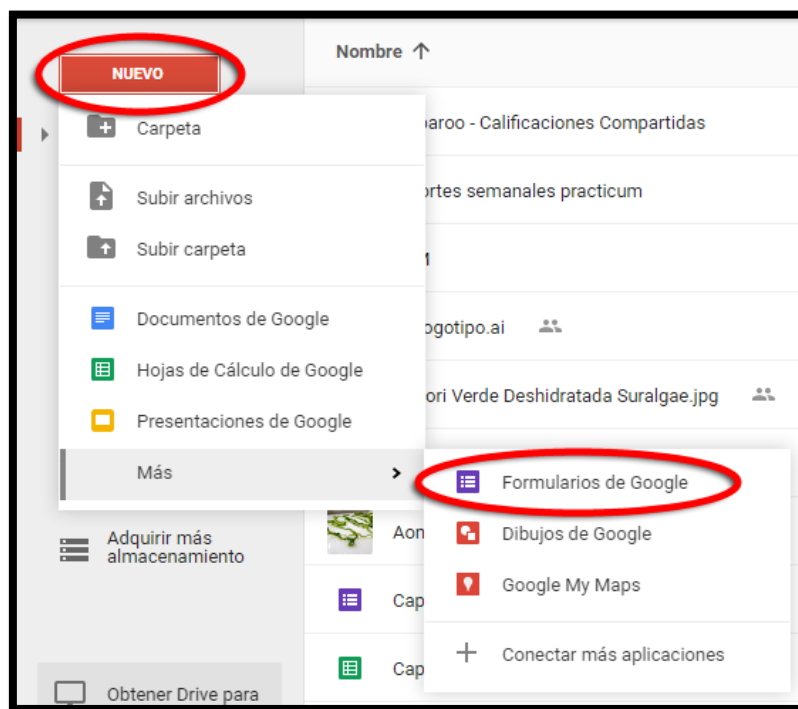 NUEVO
Nombre
Carpeta
aroo - Calificaciones Compartidas
Subir archivos
rtes semanales practicum
Subir carpeta
Documentos de Google
ogotipo.ai
Hojas de Cálculo de Google
ori Verde Deshidratada Suralgae.jpg
Presentaciones de Google
Más
Formularios de Google
Adquirir más
almacenamiento
Aon
Dibujos de Google
Google My Maps
Cap
Conectar más aplicaciones
Cap
Obtener Drive para